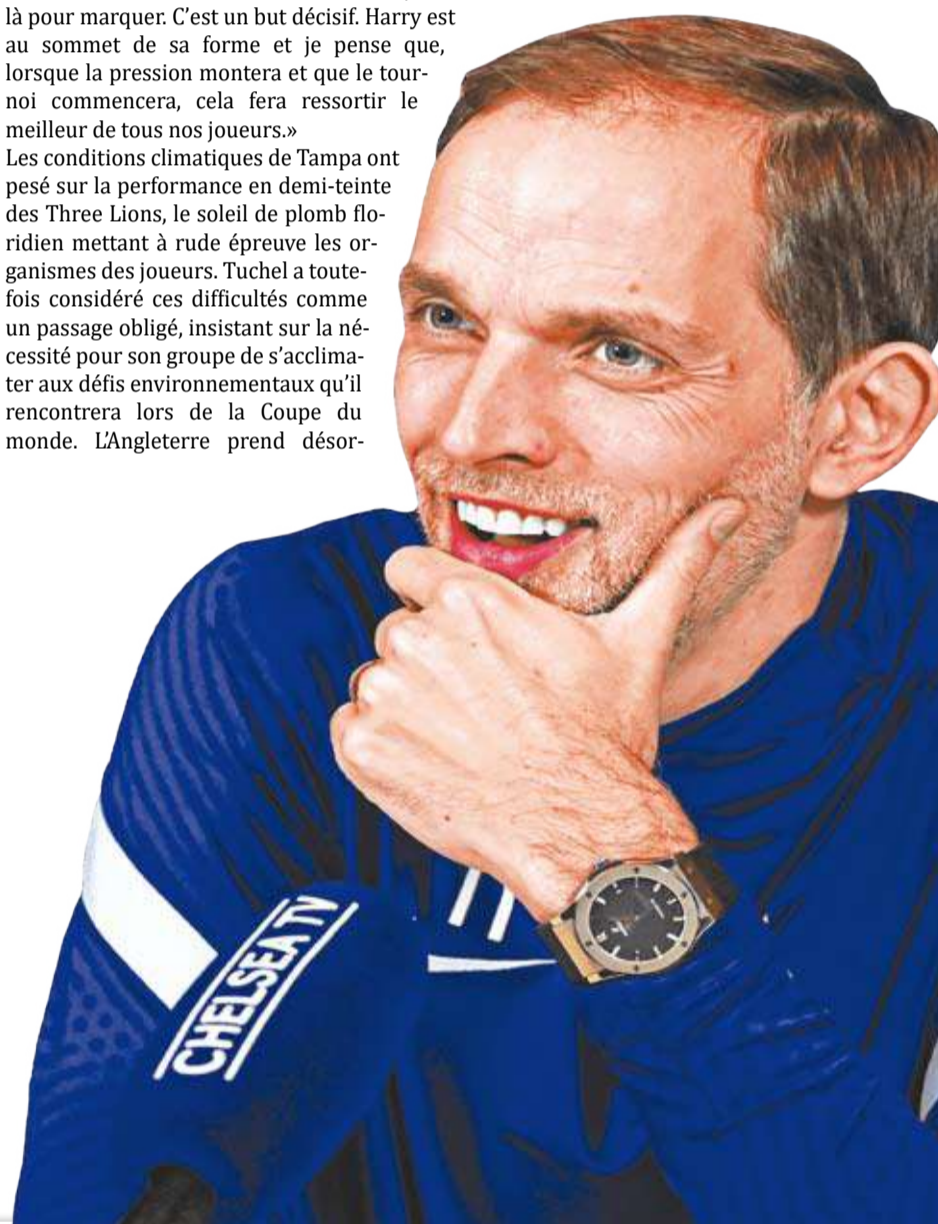 là pour marquer. C’est un but décisif. Harry est
au sommet de sa forme et je pense que,
lorsque la pression montera et que le tour-
noi commencera, cela fera ressortir le
meilleur de tous nos joueurs.»
Les conditions climatiques de Tampa ont
pesé sur la performance en demi-teinte
des Three Lions, le soleil de plomb flo-
ridien mettant à rude épreuve les or-
ganismes des joueurs. Tuchel a toute-
fois considéré ces difficultés comme
un passage obligé, insistant sur la né-
cessité pour son groupe de s’acclima-
ter aux défis environnementaux qu’il
rencontrera lors de la Coupe du
monde. L’Angleterre prend désor-
CHELSEA TV